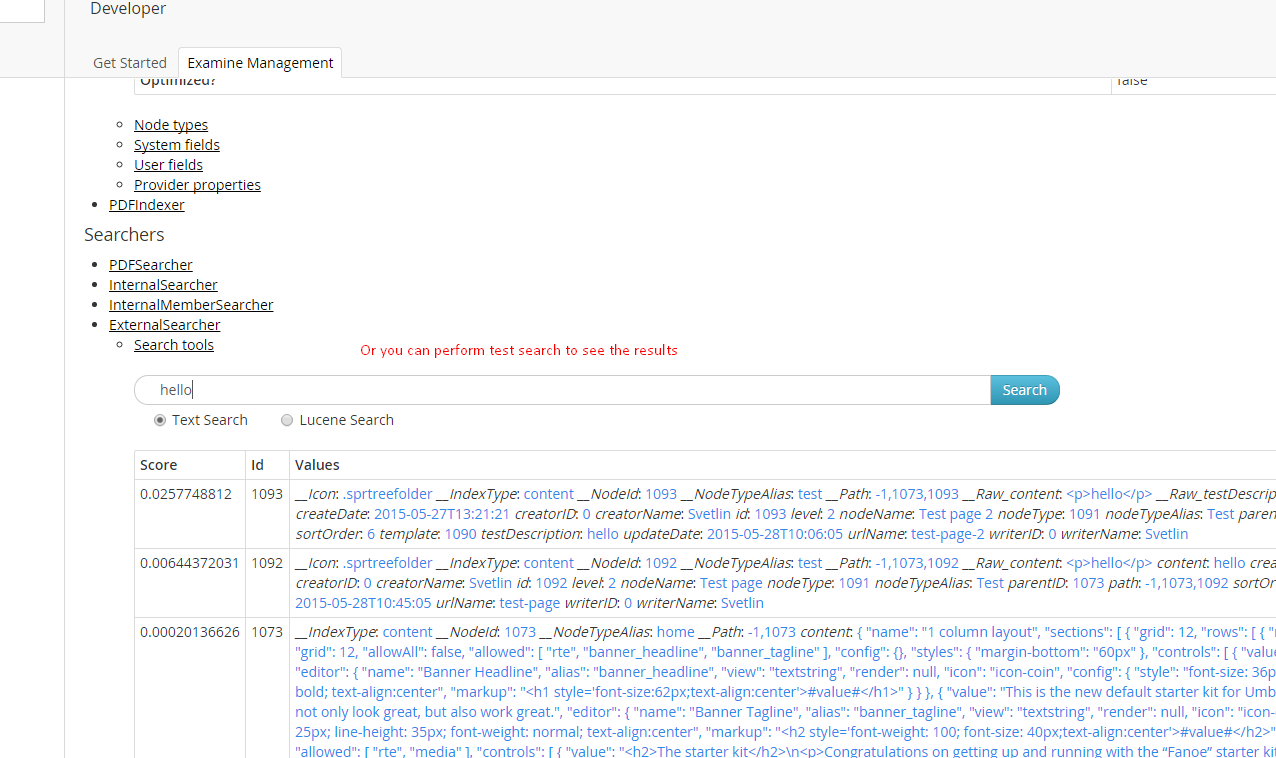 Developer
Get Started Examine Management
Optimized? false
Node types
System fields
User fields
Provider properties
PDFIndexer
Searchers
PDFSearcher
InternalSearcher
InternalMemberSearcher
ExternalSearcher
Search tools
Or you can perform test search to see the results
hello Search
Text Search Lucene Search
Score Id Values
0.0257748812 1093 __Icon: .sprtreefolder __IndexType: content __NodeId: 1093 __NodeTypeAlias: test __Path: -1,1073,1093 __Raw_content: <p>hello</p> __Raw_testDescrip
createDate: 2015-05-27T13:21:21 creatorID: 0 creatorName: Svetlin id: 1093 level: 2 nodeName: Test page 2 nodeType: 1091 nodeTypeAlias: Test paren
sortOrder: 6 template: 1090 testDescription: hello updateDate: 2015-05-28T10:06:05 urlName: test-page-2 writerID: 0 writerName: Svetlin
0.00644372031 1092 __Icon: .sprtreefolder __IndexType: content __NodeId: 1092 __NodeTypeAlias: test __Path: -1,1073,1092 __Raw_content: <p>hello</p> content: hello crea
creatorID: 0 creatorName: Svetlin id: 1092 level: 2 nodeName: Test page nodeType: 1091 nodeTypeAlias: Test parentID: 1073 path: -1,1073,1092 sortOr
2015-05-28T10:45:05 urlName: test-page writerID: 0 writerName: Svetlin
0.00020136626 1073 __IndexType: content __NodeId: 1073 __NodeTypeAlias: home __Path: -1,1073 content: { "name": "1 column layout", "sections": [ { "grid": 12, "rows": [ { "n
"grid": 12, "allowAll": false, "allowed": [ "rte", "banner_headline", "banner_tagline" ], "config": {}, "styles": { "margin-bottom": "60px" }, "controls": [ { "value
"editor": { "name": "Banner Headline", "alias": "banner_headline", "view": "textstring", "render": null, "icon": "icon-coin", "config": { "style": "font-size: 36p
bold; text-align:center", "markup": "<h1 style='font-size:62px;text-align:center'>#value#</h1>" } } }, { "value": "This is the new default starter kit for Umb
not only look great, but also work great.", "editor": { "name": "Banner Tagline", "alias": "banner_tagline", "view": "textstring", "render": null, "icon": "icon-
25px; line-height: 35px; font-weight: normal; text-align:center", "markup": "<h2 style='font-weight: 100; font-size: 40px;text-align:center'>#value#</h2>"
"allowed": [ "rte", "media" ], "controls": [ { "value": "<h2>The starter kit</h2>\n<p>Congratulations on getting up and running with the “Fanoe” starter kit